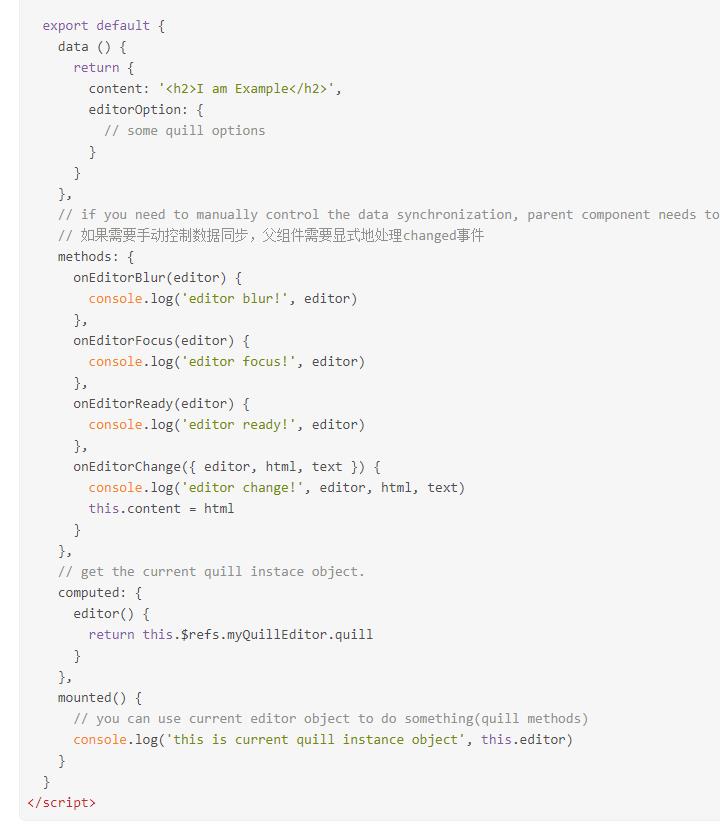 export default {
data () {
return {
content: '<h2>I am Example</h2>',
editorOption: {
// some quill options
}
}
},
// if you need to manually control the data synchronization, parent component needs to
// 如果需要手动控制数据同步，父组件需要显式地处理changed事件
methods: {
onEditorBlur(editor) {
console.log('editor blur!', editor)
},
onEditorFocus(editor) {
console.log('editor focus!', editor)
},
onEditorReady(editor) {
console.log('editor ready!', editor)
},
onEditorChange({ editor, html, text }) {
console.log('editor change!', editor, html, text)
this.content = html
}
},
// get the current quill instace object.
computed: {
editor() {
return this.$refs.myQuillEditor.quill
}
},
mounted() {
// you can use current editor object to do something(quill methods)
console.log('this is current quill instance object', this.editor)
}
}
</script>